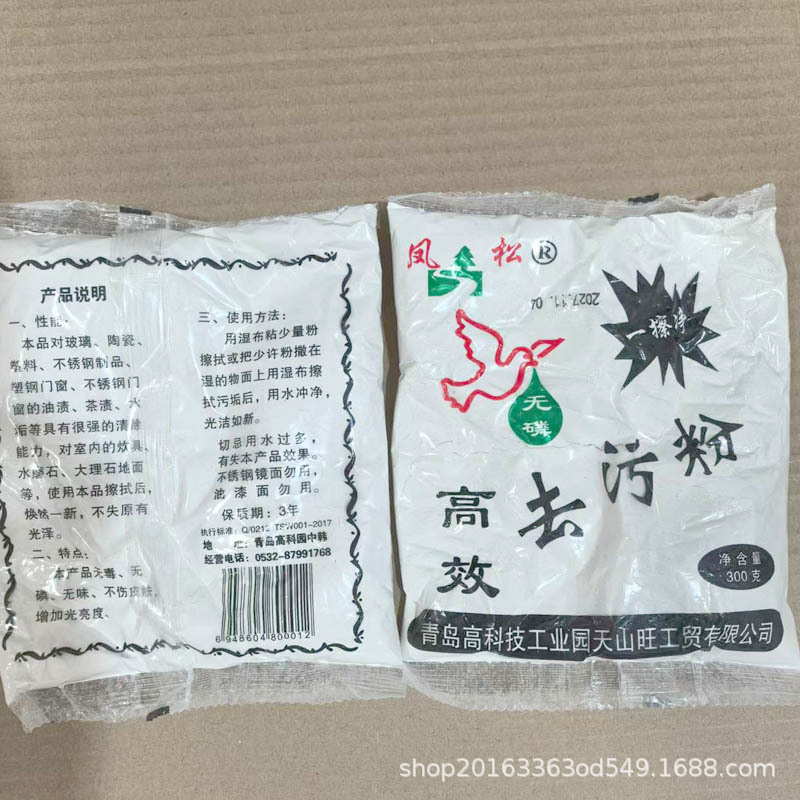 产品说明
一、性能:
本品对玻璃、陶瓷、
塑料、不锈钢制品、
塑钢门窗、不锈钢门
窗的油渍、茶渍、水
垢等具有很强的清除
能力，对室内的炊具、
水磨石、大理石地面
等，使用本品擦拭后，
焕然一新，不失原有
光泽。
二、特点:
本产品无毒、无
磷、无味、不伤皮肤，
增加光亮度。
三、使用方法:
用湿布粘少量粉
擦拭或把少许粉撒在
湿的物面上用湿布擦
拭污垢后，用水冲净，
光洁如新。
切忌用水过多，
有失本产品效果。
不锈钢镜面勿用，
油漆面勿用。
保质期: 3年
执行标准: Q/0212 TSW001-2017
地 址: 青岛高科园中韩
经营电话: 0532-87991768
6948604800012
凤松®
2027.11.04
一擦净
无磷
高效
去污粉
净含量
300克
青岛高科技工业园天山旺工贸有限公司
shop20163363od549.1688.com